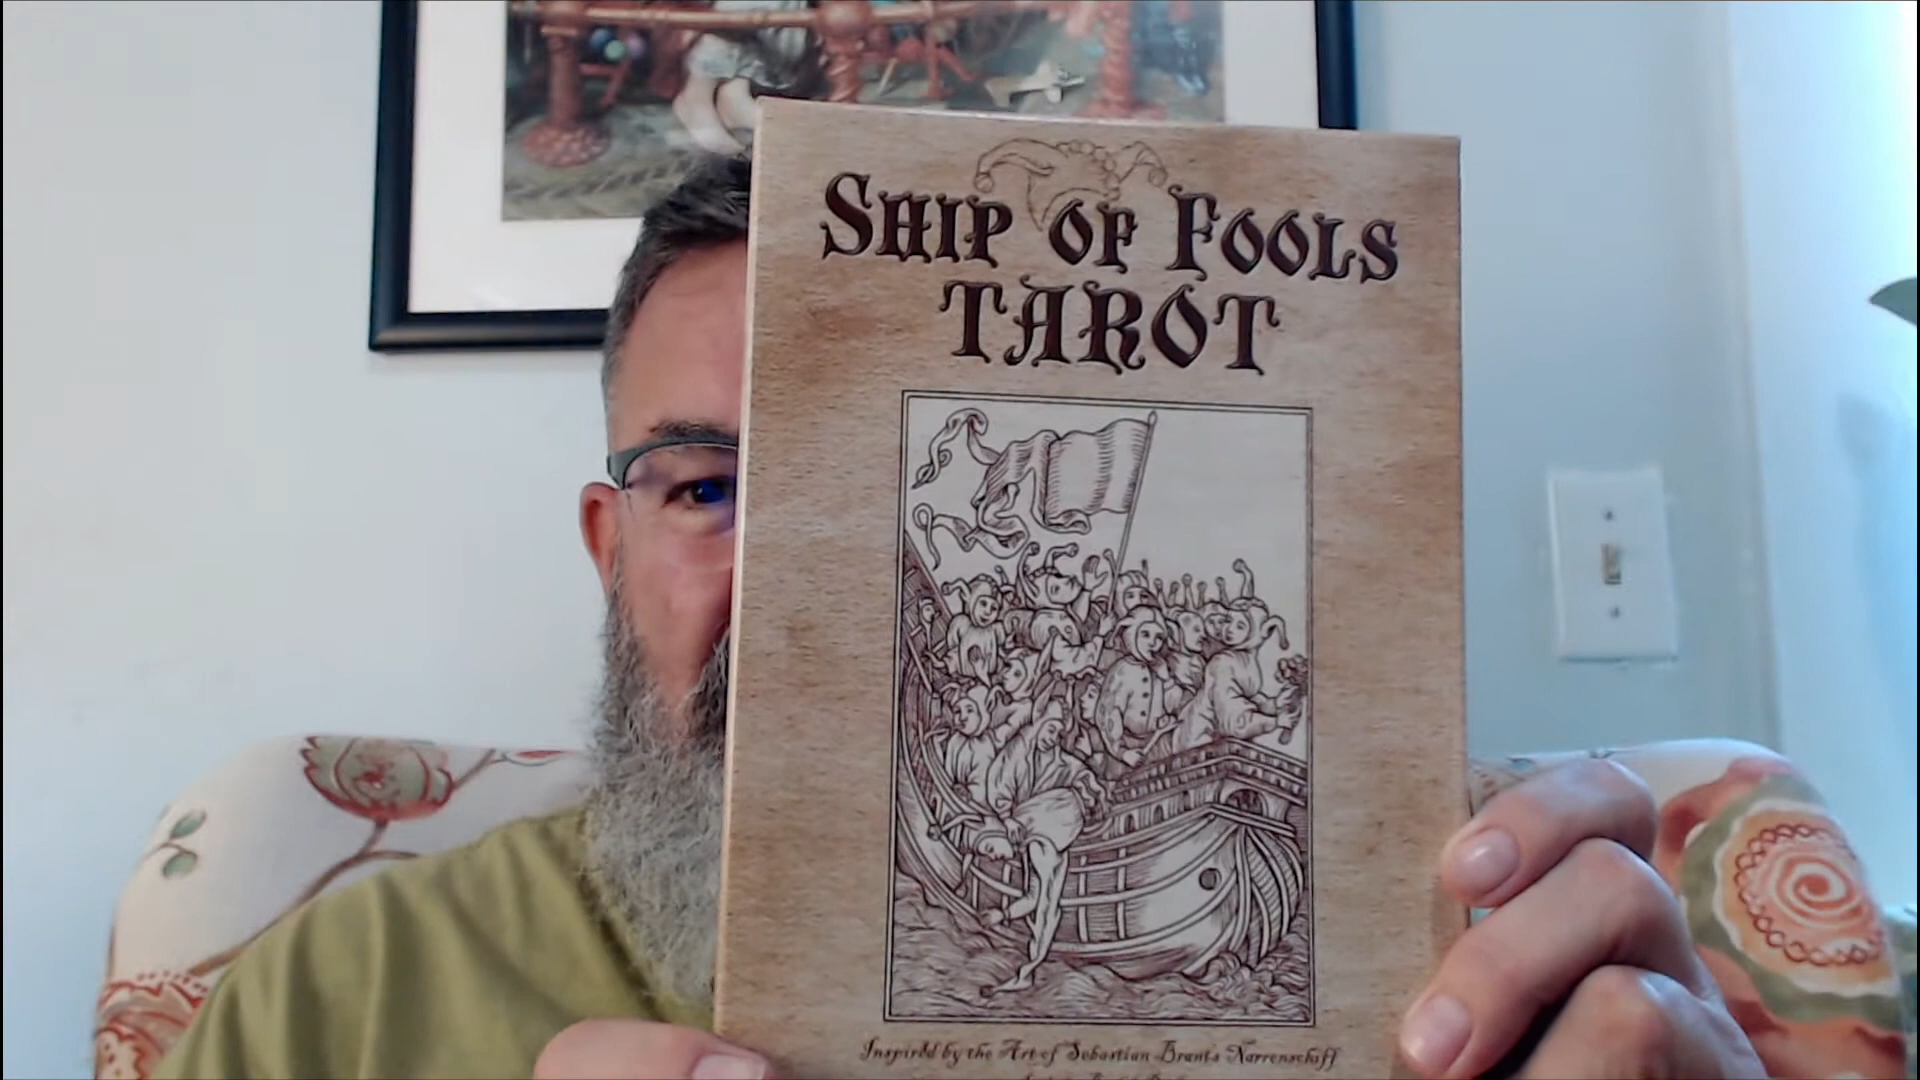 SHIP OF FOOLS
TAROT
Inspired by the Art of Sebastian Brant's Narrenschiff